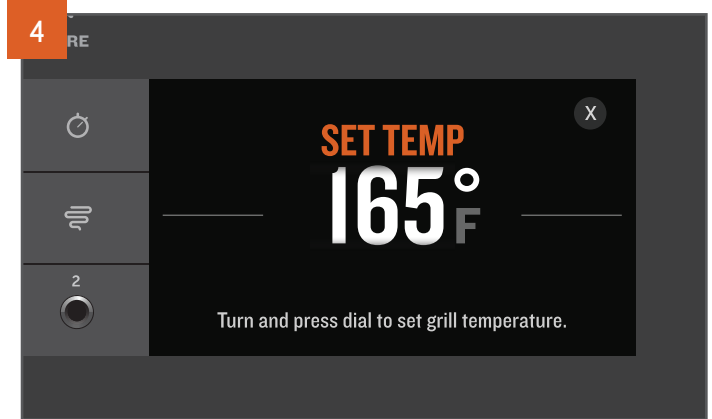 4
RE
X
SET TEMP
165°F
2
Turn and press dial to set grill temperature.